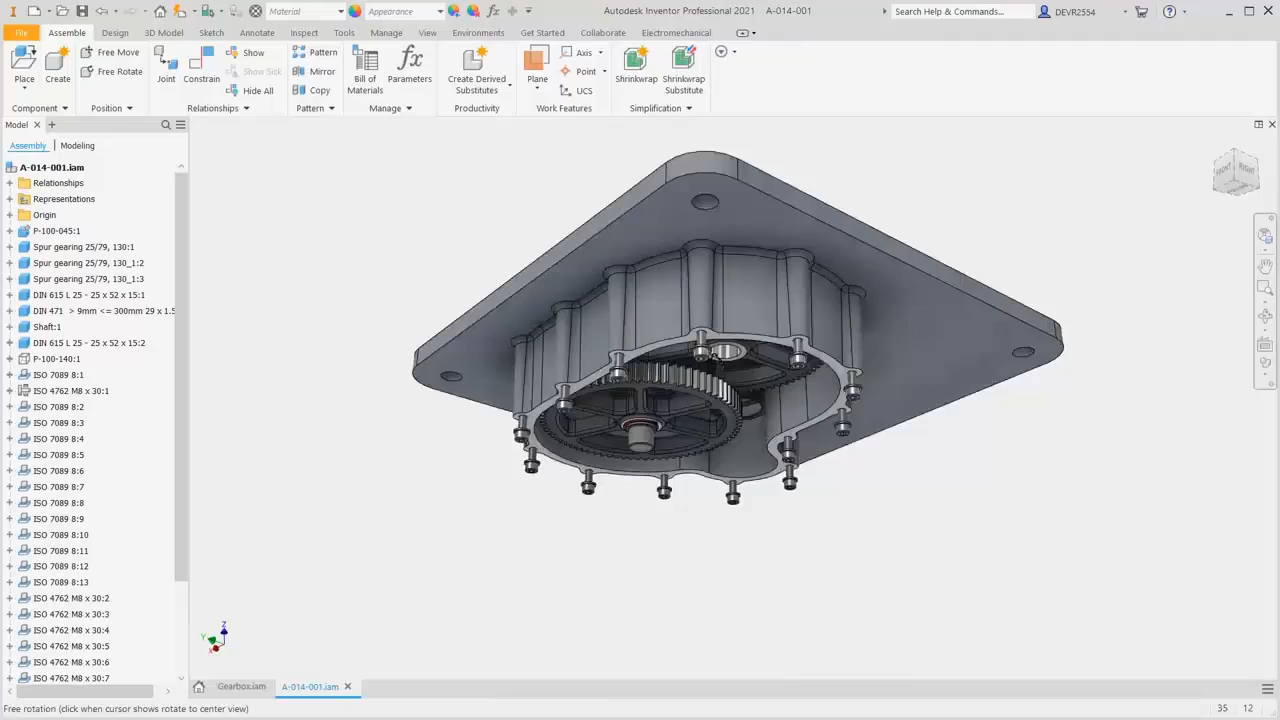 Material
Appearance
Autodesk Inventor Professional 2021 A-014-001
Search Help & Commands...
DEVR2554
File Assemble Design 3D Model Sketch Annotate Inspect Tools Manage View Environments Get Started Collaborate Electromechanical
Place
Create
Free Move
Free Rotate
Joint
Constrain
Show
Show Sick
Hide All
Pattern
Mirror
Copy
Bill of
Materials
Parameters
Create Derived
Substitutes
Plane
Axis
Point
UCS
Shrinkwrap
Shrinkwrap
Substitute
Component Position Relationships Pattern Manage Productivity Work Features Simplification
Model
Assembly Modeling
A-014-001.iam
Relationships
Representations
Origin
P-100-045:1
Spur gearing 25/79, 130:1
Spur gearing 25/79, 130_1:2
Spur gearing 25/79, 130_1:3
DIN 615 L 25 - 25 x 52 x 15:1
DIN 471 > 9mm <= 300mm 29 x 1.5
Shaft:1
DIN 615 L 25 - 25 x 52 x 15:2
P-100-140:1
ISO 7089 8:1
ISO 4762 M8 x 30:1
ISO 7089 8:2
ISO 7089 8:3
ISO 7089 8:4
ISO 7089 8:5
ISO 7089 8:6
ISO 7089 8:7
ISO 7089 8:8
ISO 7089 8:9
ISO 7089 8:10
ISO 7089 8:11
ISO 7089 8:12
ISO 7089 8:13
ISO 4762 M8 x 30:2
ISO 4762 M8 x 30:3
ISO 4762 M8 x 30:4
ISO 4762 M8 x 30:5
ISO 4762 M8 x 30:6
ISO 4762 M8 x 30:7
FRONT RIGHT
Z
Y
X
Gearbox.iam A-014-001.iam
Free rotation (click when cursor shows rotate to center view)
35 12